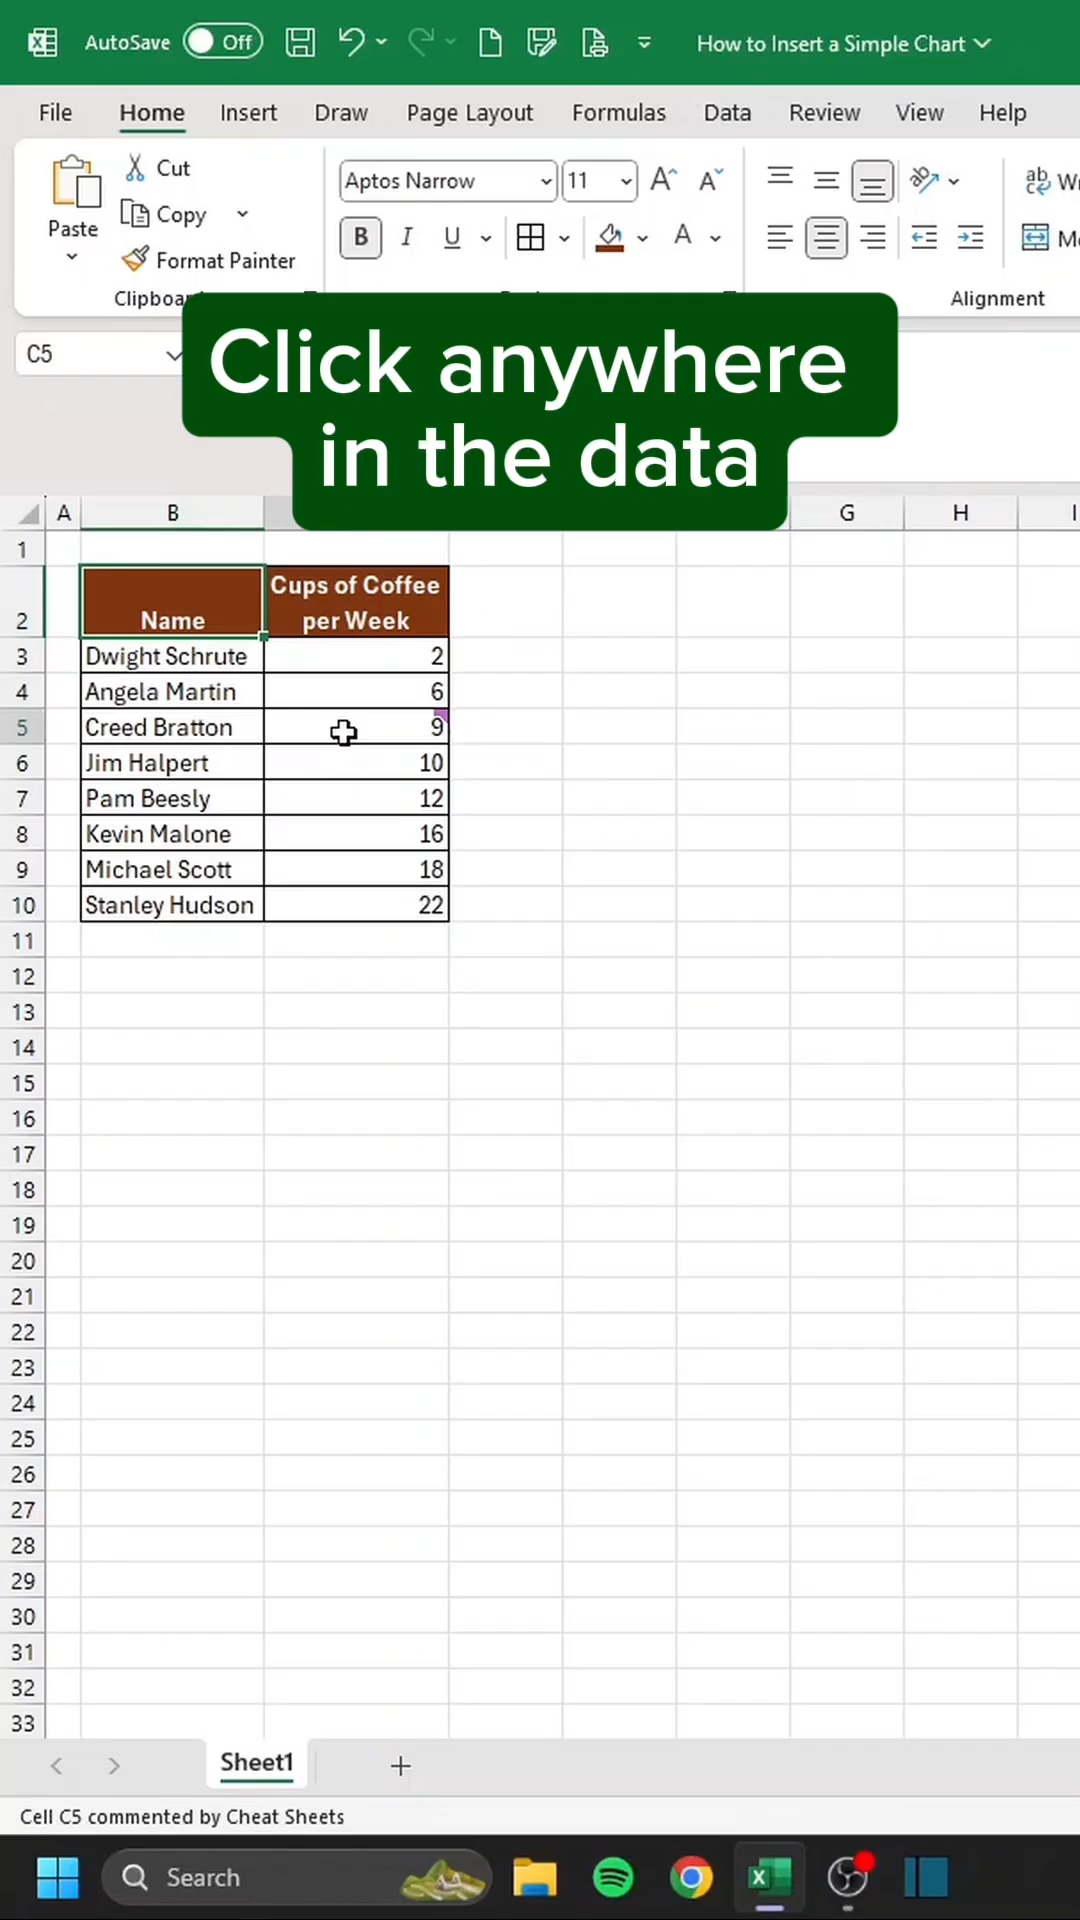 AutoSave Off How to Insert a Simple Chart
File Home Insert Draw Page Layout Formulas Data Review View Help
Paste
Cut
Copy
Format Painter
Aptos Narrow 11
B I U A
Alignment
C5
Click anywhere
in the data
A B G H I
1
2 Name Cups of Coffee
per Week
3 Dwight Schrute 2
4 Angela Martin 6
5 Creed Bratton 9
6 Jim Halpert 10
7 Pam Beesly 12
8 Kevin Malone 16
9 Michael Scott 18
10 Stanley Hudson 22
11
12
13
14
15
16
17
18
19
20
21
22
23
24
25
26
27
28
29
30
31
32
33
Sheet1
Cell C5 commented by Cheat Sheets
Search